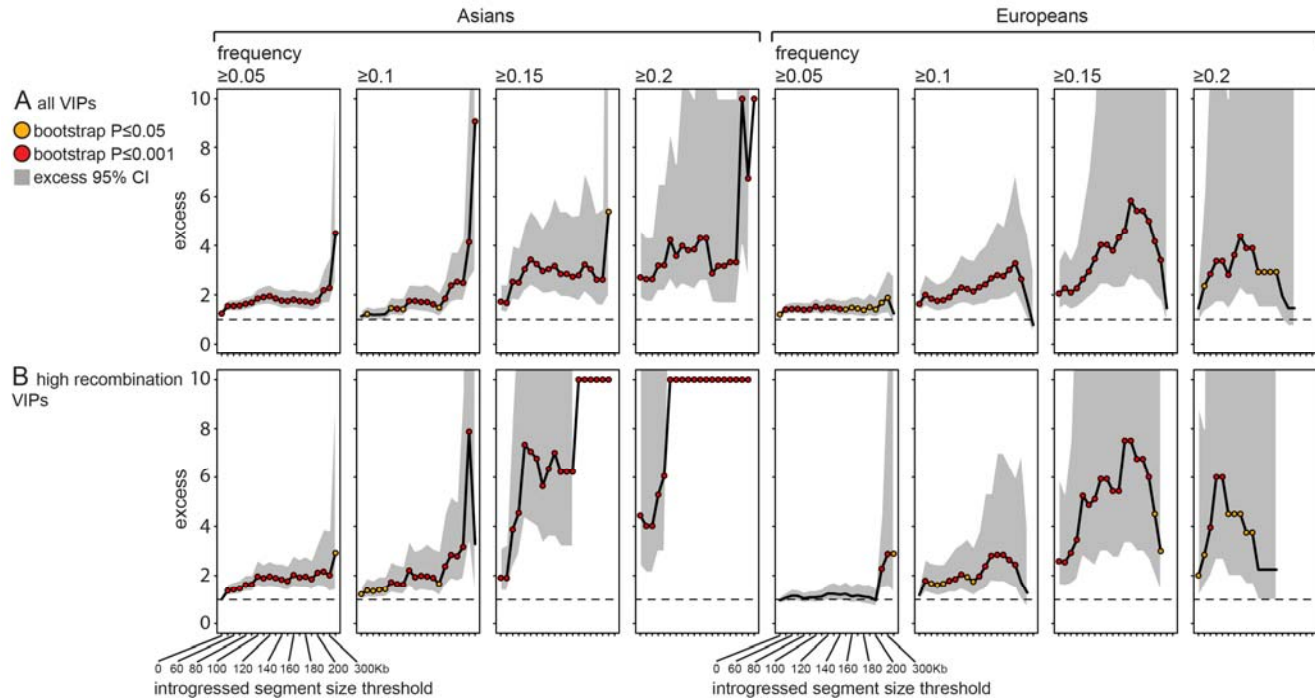 Asians Europeans
frequency frequency
≥0.05 ≥0.1 ≥0.15 ≥0.2 ≥0.05 ≥0.1 ≥0.15 ≥0.2
A all VIPs
bootstrap P≤0.05
bootstrap P≤0.001
excess 95% CI
excess
10
8
6
4
2
0
B high recombination
VIPs
excess
10
8
6
4
2
0
0 60 80 100 120 140 160 180 200 300Kb 0 60 80 100 120 140 160 180 200 300Kb
introgressed segment size threshold introgressed segment size threshold